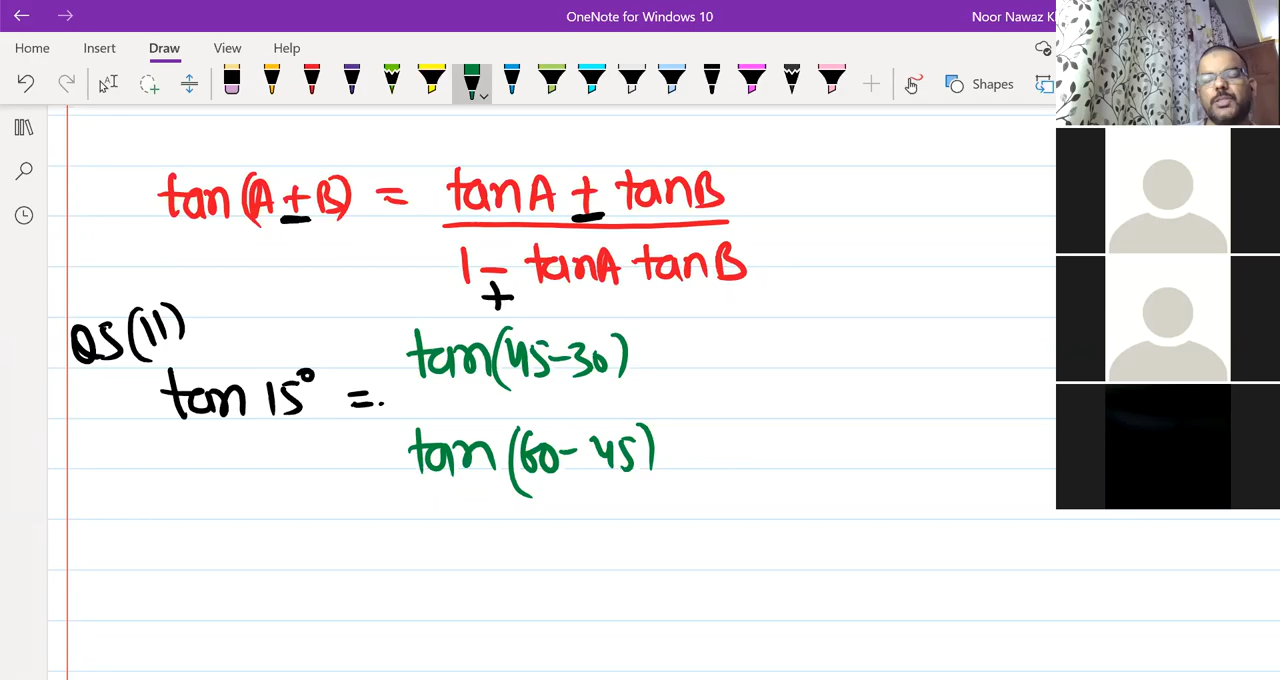 OneNote for Windows 10
Noor Nawaz K
Home Insert Draw View Help
Shapes
tan(A + B) = tanA + tanB
1 - tanA tanB
+
Q5(11)
tan(45-30)
tan 15° =
tan(60-45)